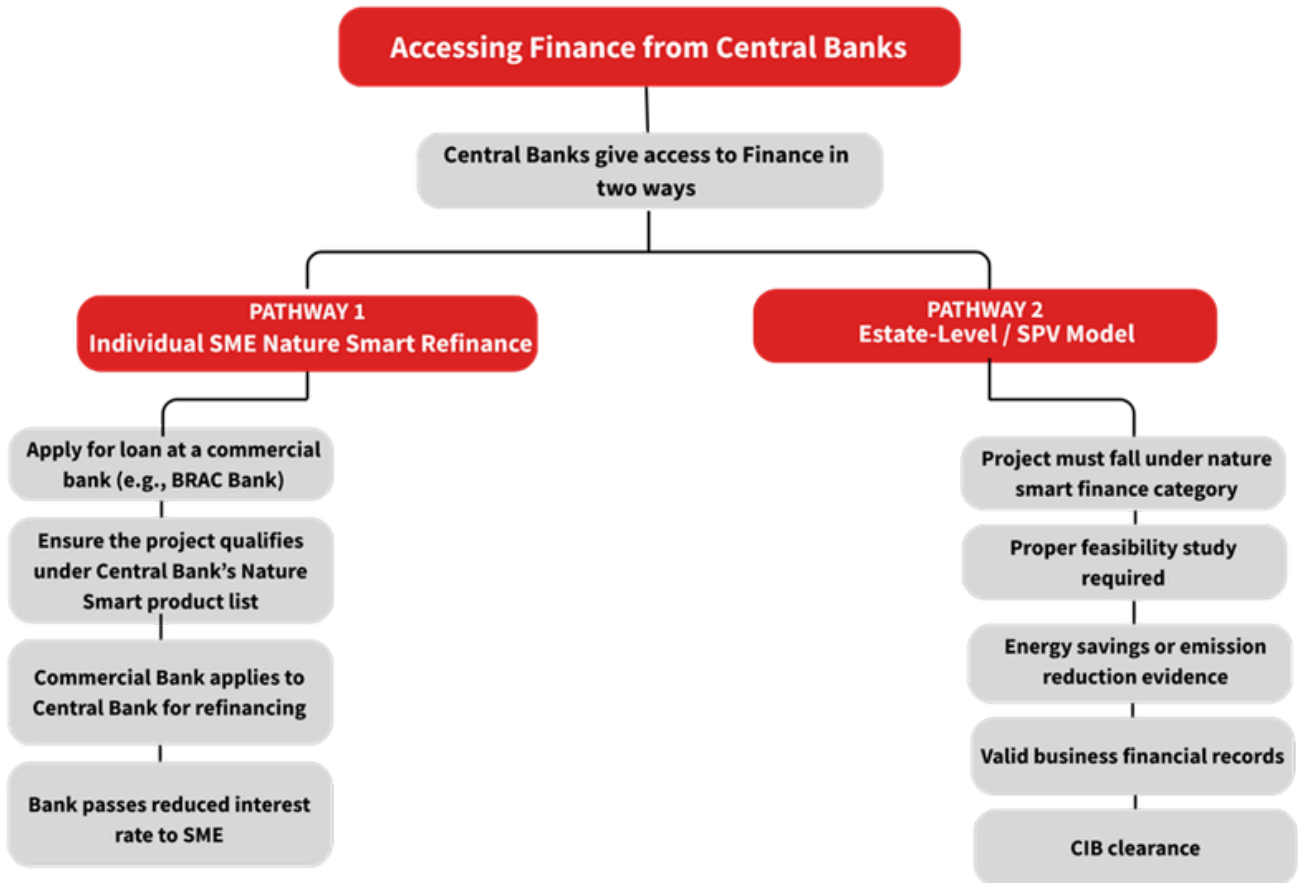 Accessing Finance from Central Banks
Central Banks give access to Finance in
two ways
PATHWAY 1
Individual SME Nature Smart Refinance
Apply for loan at a commercial
bank (e.g., BRAC Bank)
Ensure the project qualifies
under Central Bank’s Nature
Smart product list
Commercial Bank applies to
Central Bank for refinancing
Bank passes reduced interest
rate to SME
PATHWAY 2
Estate-Level / SPV Model
Project must fall under nature
smart finance category
Proper feasibility study
required
Energy savings or emission
reduction evidence
Valid business financial records
CIB clearance